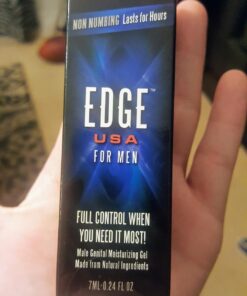 NON NUMBING Lasts for Hours
EDGE™
USA
FOR MEN
FULL CONTROL WHEN
YOU NEED IT MOST!
Male Genital Moisturizing Gel
Made from Natural Ingredients
7ML-0.24 FL OZ